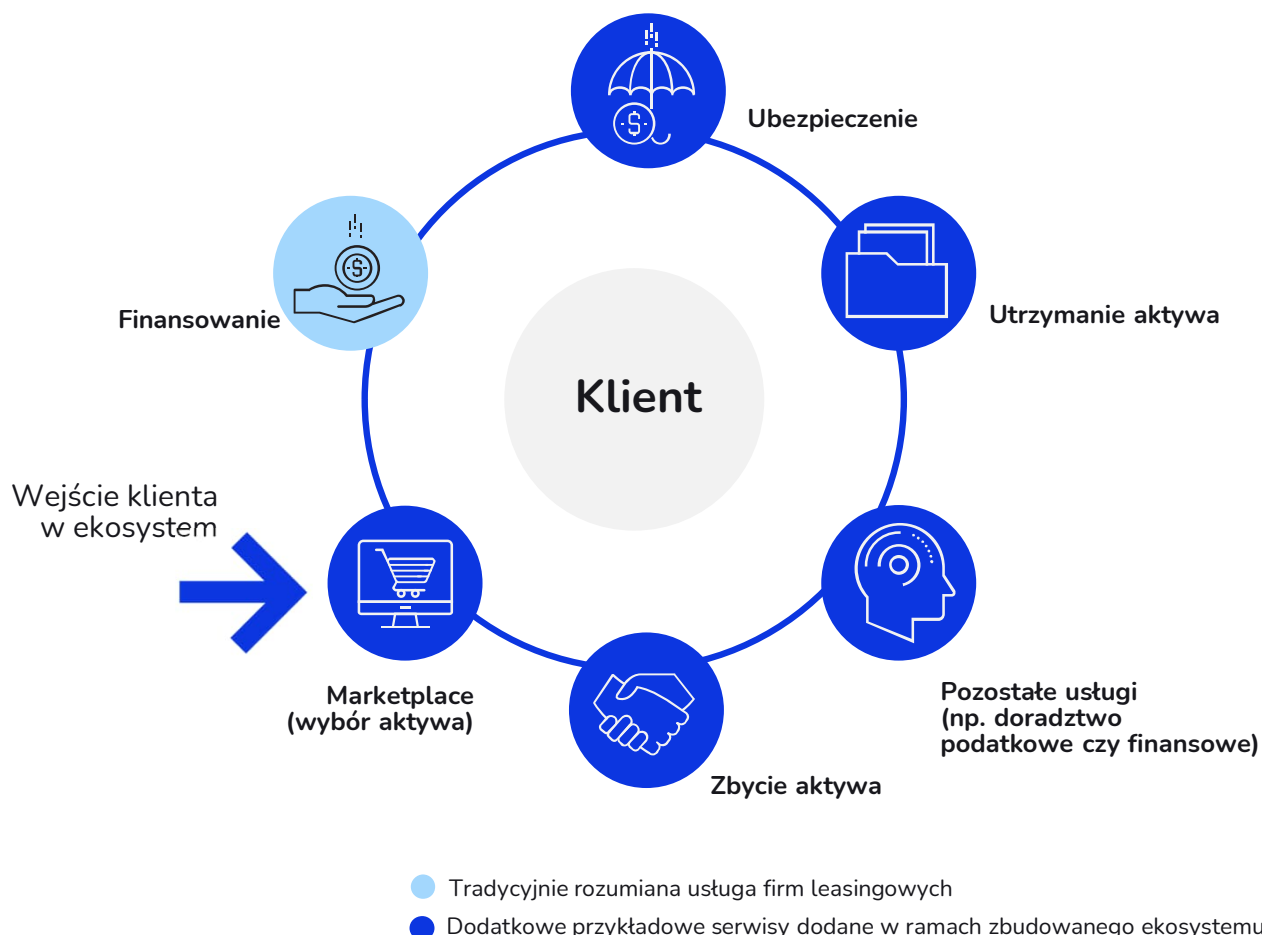 Ubezpieczenie
Finansowanie
Utrzymanie aktywa
Klient
Wejście klienta
w ekosystem
Marketplace
(wybór aktywa)
Pozostałe usługi
(np. doradztwo
podatkowe czy finansowe)
Zbycie aktywa
Tradycyjnie rozumiana usługa firm leasingowych
Dodatkowe przykładowe serwisy dodane w ramach zbudowanego ekosystemu